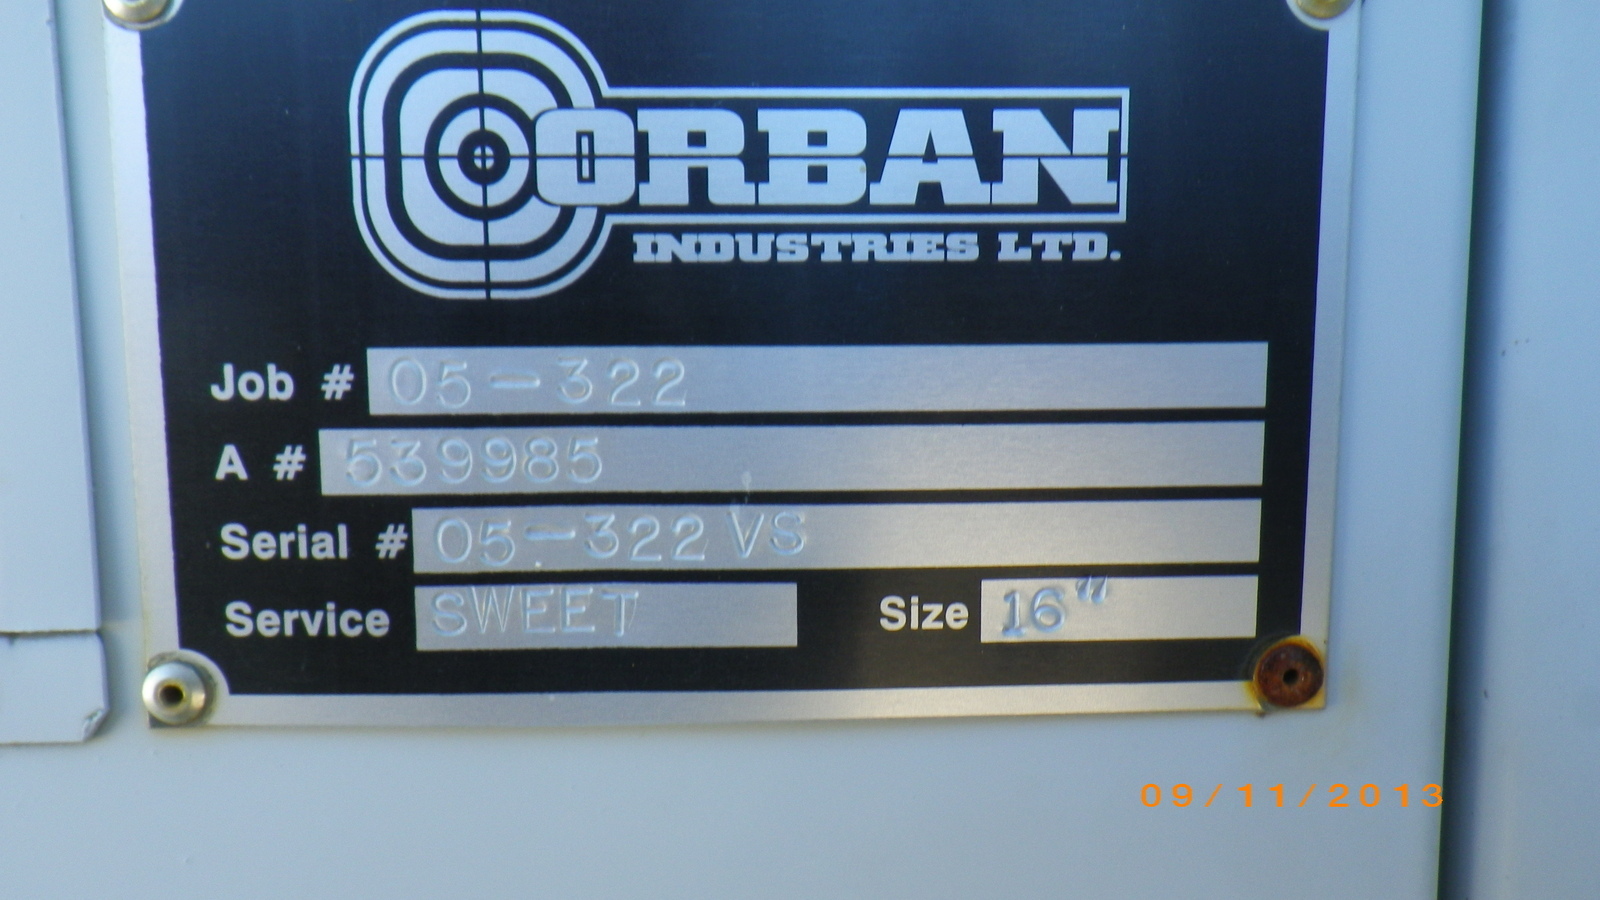 CORBAN
INDUSTRIES LTD.
Job # 05-322
A # 539985
Serial # 05-322 VS
Service SWEET Size 16"
09/11/2013